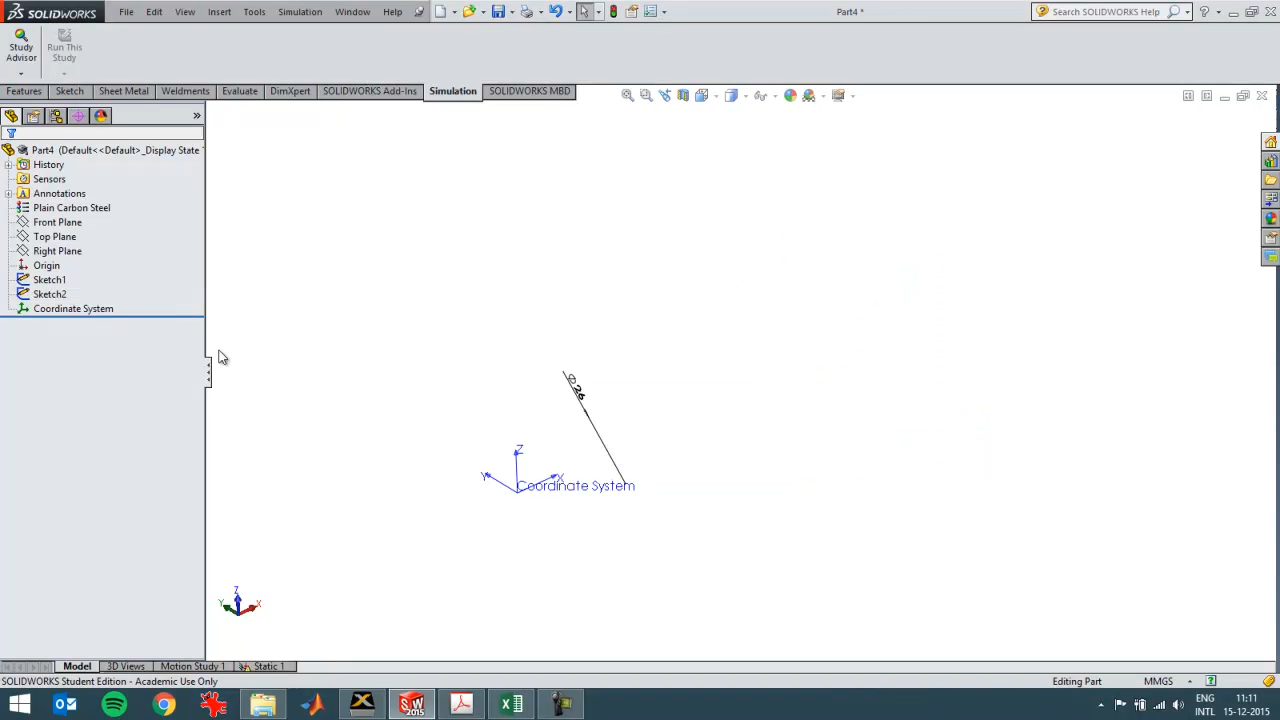 SOLIDWORKS File Edit View Insert Tools Simulation Window Help Part4 * Search SOLIDWORKS Help
Study Advisor
Run This Study
Features Sketch Sheet Metal Weldments Evaluate DimXpert SOLIDWORKS Add-Ins Simulation SOLIDWORKS MBD
Part4 (Default<<Default>_Display State
History
Sensors
Annotations
Plain Carbon Steel
Front Plane
Top Plane
Right Plane
Origin
Sketch1
Sketch2
Coordinate System
Ø26
Z
Y X
Coordinate System
Z
Y X
Model 3D Views Motion Study 1 Static 1
SOLIDWORKS Student Edition - Academic Use Only Editing Part MMGS
ENG 11:11
INTL 15-12-2015